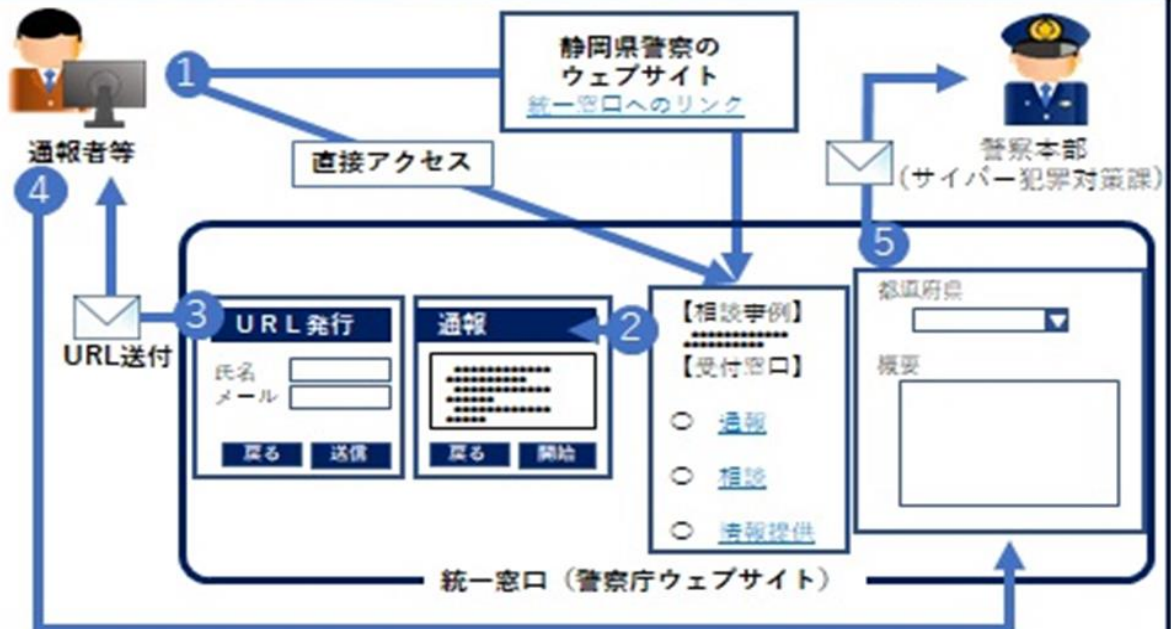 静岡県警察の
ウェブサイト
統一窓口へのリンク
1
通報者等
直接アクセス
警察本部
(サイバー犯罪対策課)
4
5
3
URL送付
URL発行
氏名
メール
戻る
送信
通報
2
戻る
開始
【相談事例】
【受付窓口】
○ 通報
○ 相談
○ 情報提供
都道府県
概要
統一窓口(警察庁ウェブサイト)